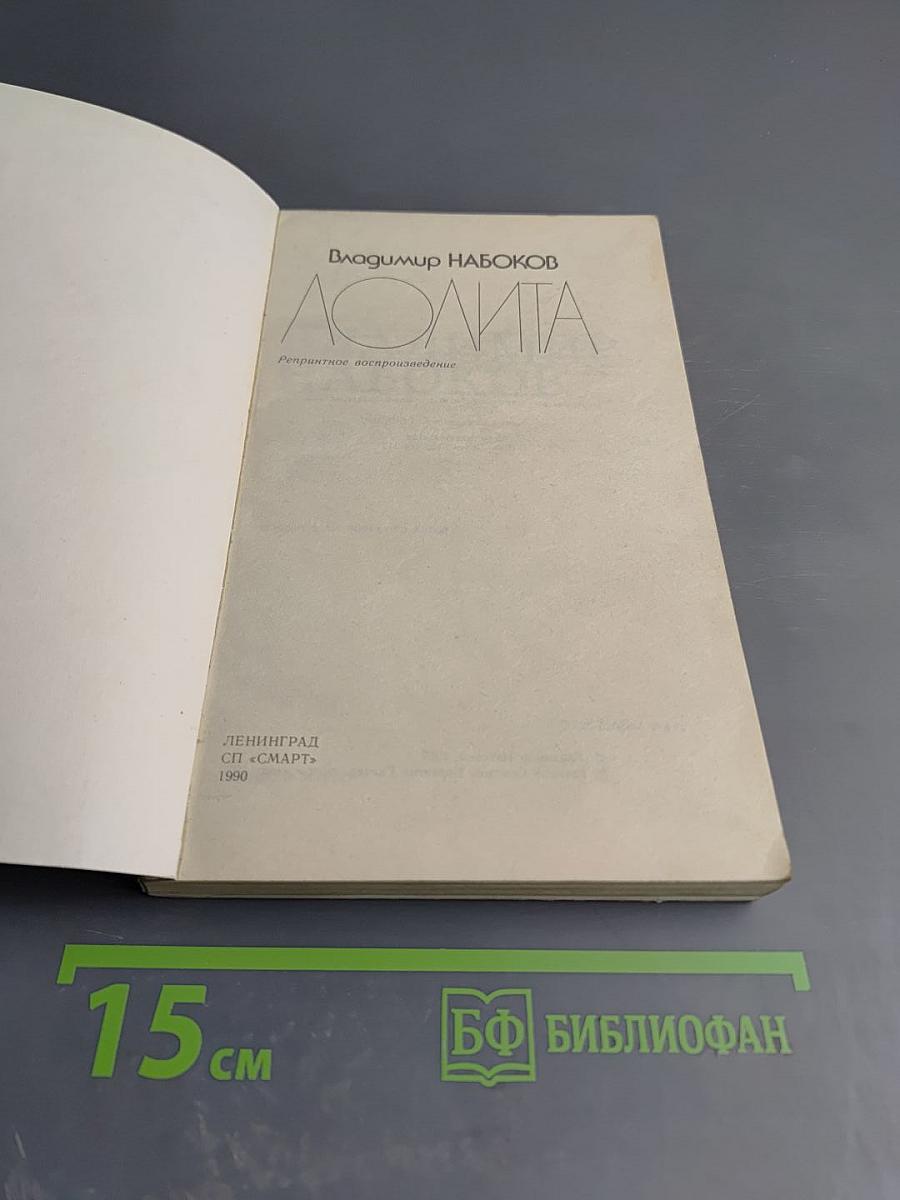 Владимир НАБОКОВ
ЛОЛИТА
Репринтное воспроизведение
ЛЕНИНГРАД
СП «СМАРТ»
1990
15 см
БФ БИБЛИОФАН